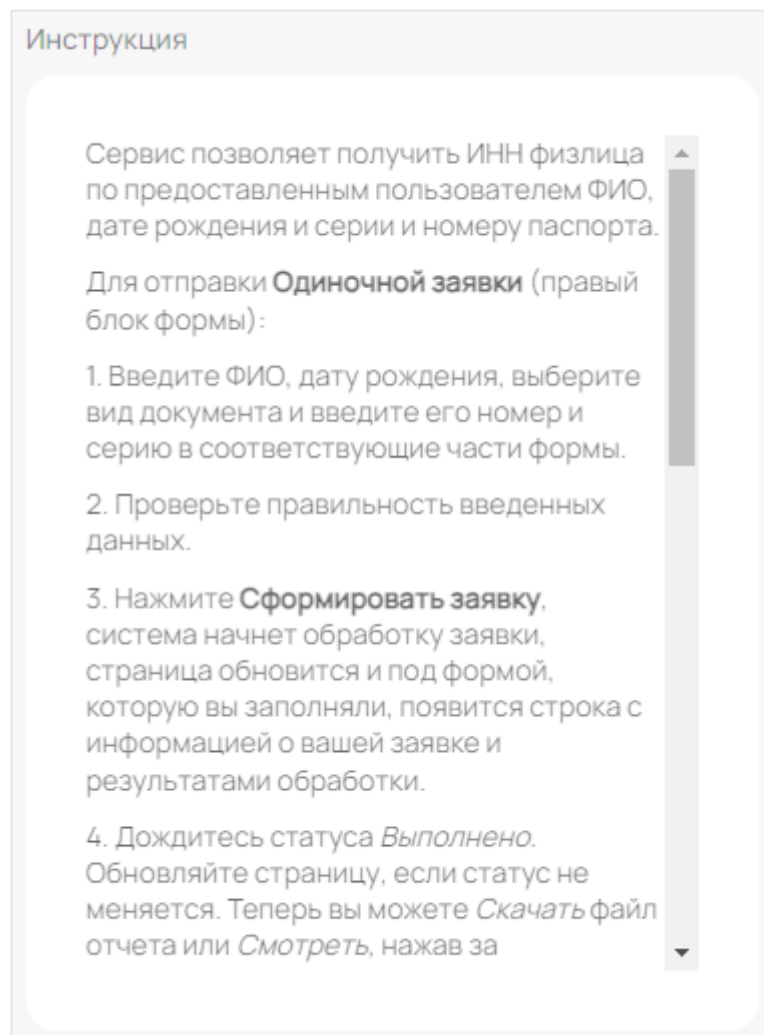 Инструкция
Сервис позволяет получить ИНН физлица
по предоставленным пользователем ФИО,
дате рождения и серии и номеру паспорта.
Для отправки Одиночной заявки (правый
блок формы):
1. Введите ФИО, дату рождения, выберите
вид документа и введите его номер и
серию в соответствующие части формы.
2. Проверьте правильность введенных
данных.
3. Нажмите Сформировать заявку,
система начнет обработку заявки,
страница обновится и под формой,
которую вы заполняли, появится строка с
информацией о вашей заявке и
результатами обработки.
4. Дождитесь статуса Выполнено.
Обновляйте страницу, если статус не
меняется. Теперь вы можете Скачать файл
отчета или Смотреть, нажав за